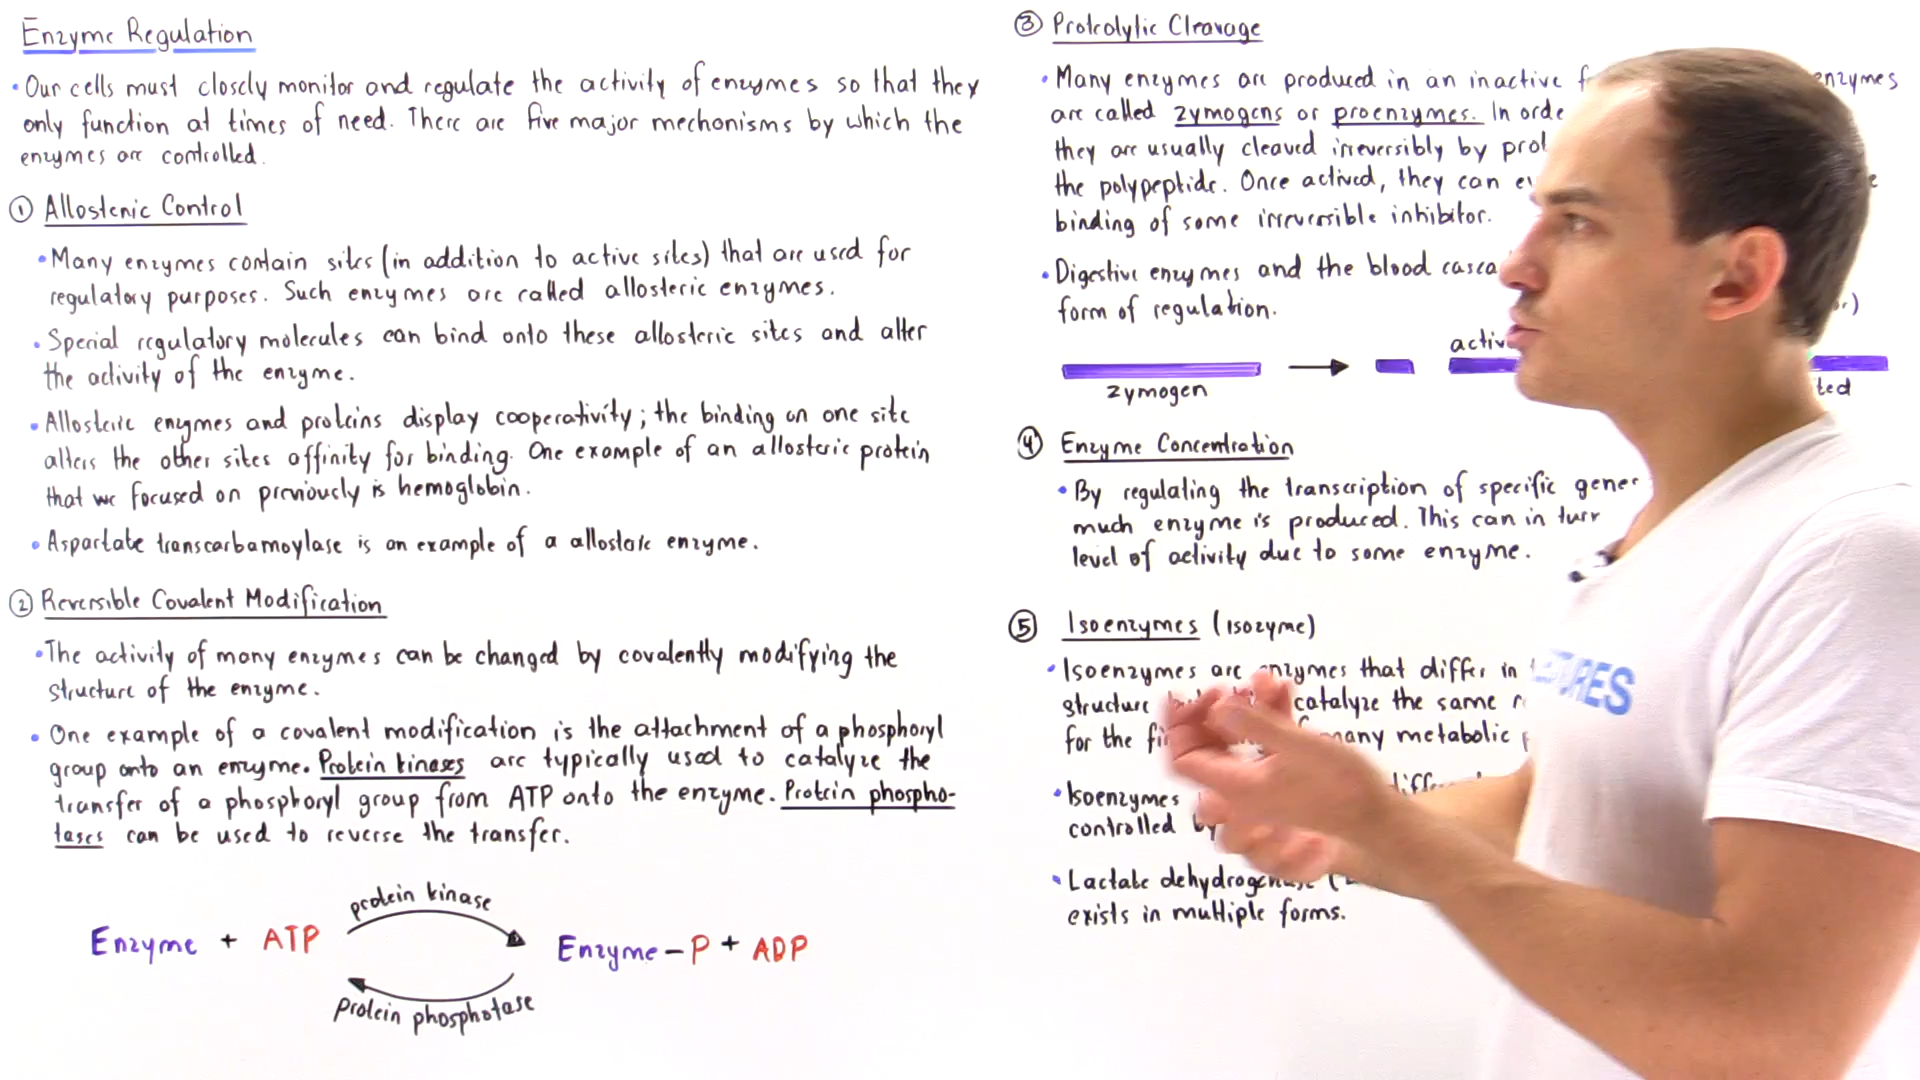 Enzyme Regulation
• Our cells must closely monitor and regulate the activity of enzymes so that they
only function at times of need. There are five major mechanisms by which the
enzymes are controlled.
① Allosteric Control
• Many enzymes contain sites (in addition to active sites) that are used for
regulatory purposes. Such enzymes are called allosteric enzymes.
• Special regulatory molecules can bind onto these allosteric sites and alter
the activity of the enzyme.
• Allosteric enzymes and proteins display cooperativity; the binding on one site
alters the other sites affinity for binding. One example of an allosteric protein
that we focused on previously is hemoglobin.
• Aspartate transcarbamoylase is an example of a allosteric enzyme.
② Reversible Covalent Modification
• The activity of many enzymes can be changed by covalently modifying the
structure of the enzyme.
• One example of a covalent modification is the attachment of a phosphoryl
group onto an enzyme. Protein kinases are typically used to catalyze the
transfer of a phosphoryl group from ATP onto the enzyme. Protein phospho-
tases can be used to reverse the transfer.
protein kinase
Enzyme + ATP Enzyme-P + ADP
protein phosphotase
③ Proteolytic Cleavage
• Many enzymes are produced in an inactive enzymes
are called zymogens or proenzymes. In
they are usually cleaved irreversibly by
the polypeptide. Once actived, they can
binding of some irreversible inhibitor.
• Digestive enzymes and the blood
form of regulation.
zymogen
④ Enzyme Concentration
• By regulating the transcription of specific
much enzyme is produced. This can in
level of activity due to some enzyme.
⑤ Isoenzymes (isozyme)
• Isoenzymes are enzymes that differ in
structure catalyze the same
for the many metabolic
• Isoenzymes
controlled by
• Lactate dehydrogenase
exists in multiple forms.